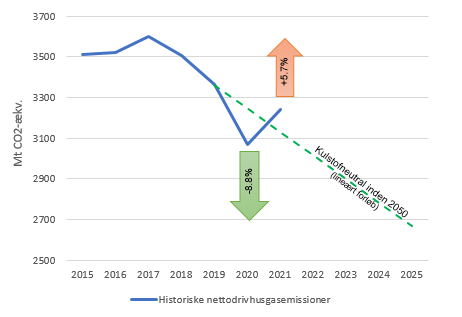 3700
3500
3300
3100
2900
2700
2500
Mt CO2-ækv.
+5.7%
-8.8%
Kulstofneutral inden 2050
(lineært forløb)
2015 2016 2017 2018 2019 2020 2021 2022 2023 2024 2025
Historiske nettodrivhusgasemissioner